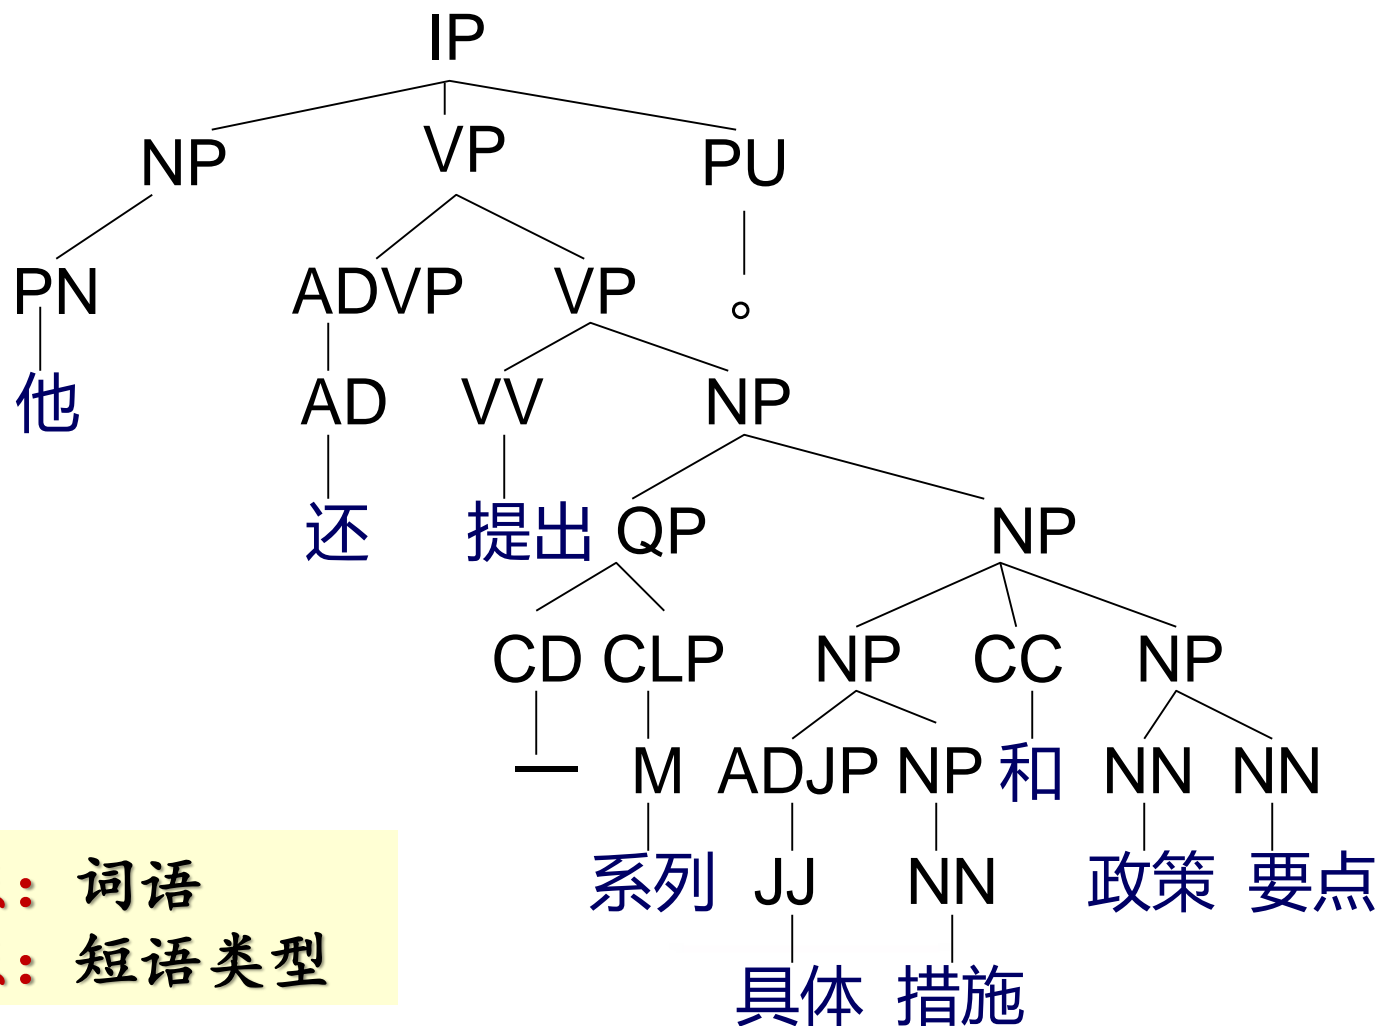 IP
NP VP PU
PN ADVP VP 。
他 AD VV NP
还 提出 QP NP
CD CLP NP CC NP
一 M ADJP NP 和 NN NN
系列 JJ NN 政策 要点
具体 措施
：词语
：短语类型